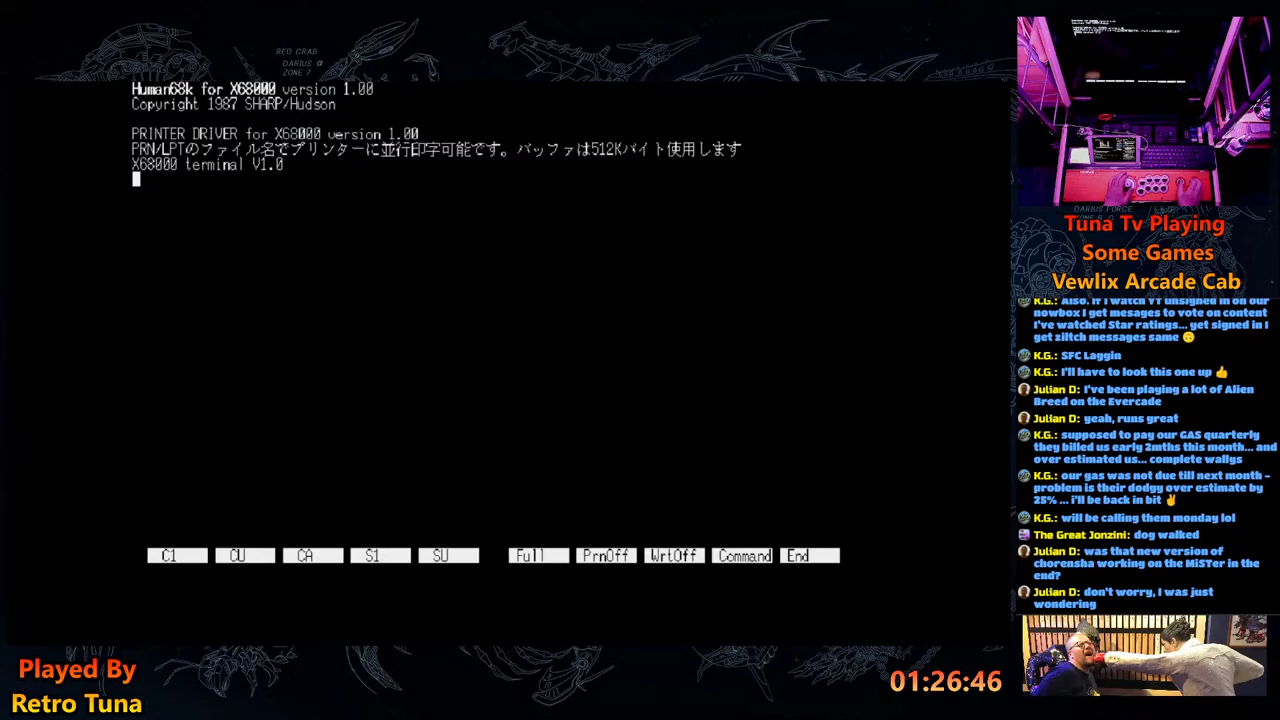 RED CRAB
DARIUS α
ZONE 7
Human68k for X68000 version 1.00
Copyright 1987 SHARP/Hudson
PRINTER DRIVER for X68000 version 1.00
PRN/LPTのファイル名でプリンターに並行印字可能です。バッファは512Kバイト使用します
X68000 terminal V1.0
C1 CU CA S1 SU Full PrnOff WrtOff Command End
DARIUS FORCE
Tuna Tv Playing
Some Games
Vewlix Arcade Cab
K.G.: Also. If I watch YT unsigned in on our
nowbox I get mesages to vote on content
I've watched Star ratings... yet signed in I
get ziltch messages same 🙃
K.G.: SFC Laggin
K.G.: I'll have to look this one up 👍
Julian D: I've been playing a lot of Alien
Breed on the Evercade
Julian D: yeah, runs great
K.G.: supposed to pay our GAS quarterly
they billed us early 2mths this month... and
over estimated us... complete wallys
K.G.: our gas was not due till next month -
problem is their dodgy over estimate by
25% ... i'll be back in bit ✌
K.G.: will be calling them monday lol
The Great Jonzini: dog walked
Julian D: was that new version of
chorensha working on the MiSTer in the
end?
Julian D: don't worry, I was just
wondering
Played By
Retro Tuna
01:26:46